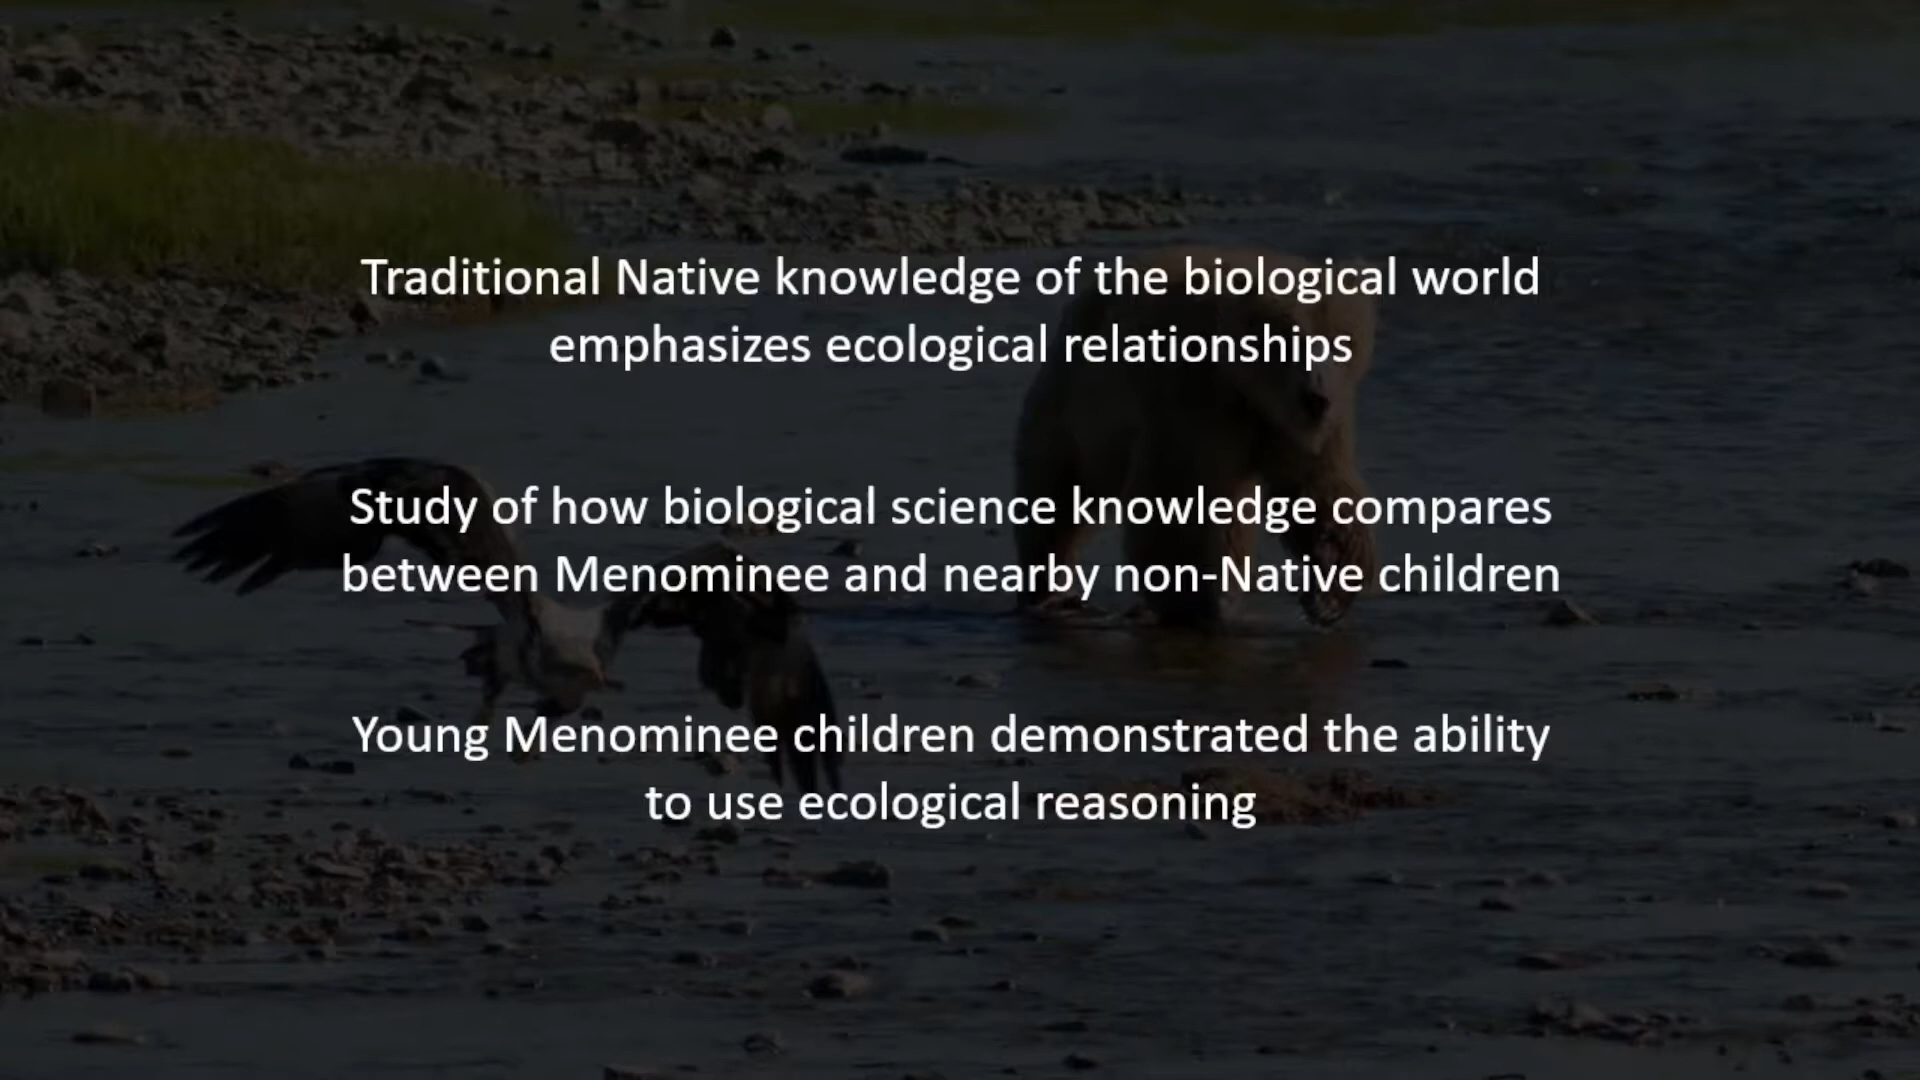 Traditional Native knowledge of the biological world
emphasizes ecological relationships
Study of how biological science knowledge compares
between Menominee and nearby non-Native children
Young Menominee children demonstrated the ability
to use ecological reasoning